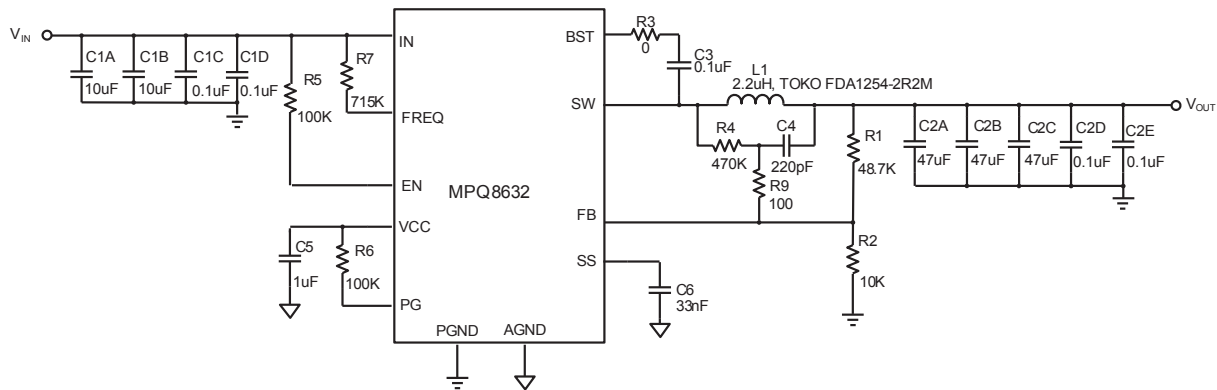 V_IN
C1A
10uF
C1B
10uF
C1C
0.1uF
C1D
0.1uF
R5
100K
R7
715K
IN
FREQ
EN
VCC
PG
C5
1uF
R6
100K
MPQ8632
PGND
AGND
BST
SW
FB
SS
R3
0
C3
0.1uF
L1
2.2uH, TOKO FDA1254-2R2M
R4
470K
C4
220pF
R9
100
R1
48.7K
R2
10K
C6
33nF
C2A
47uF
C2B
47uF
C2C
47uF
C2D
0.1uF
C2E
0.1uF
V_OUT